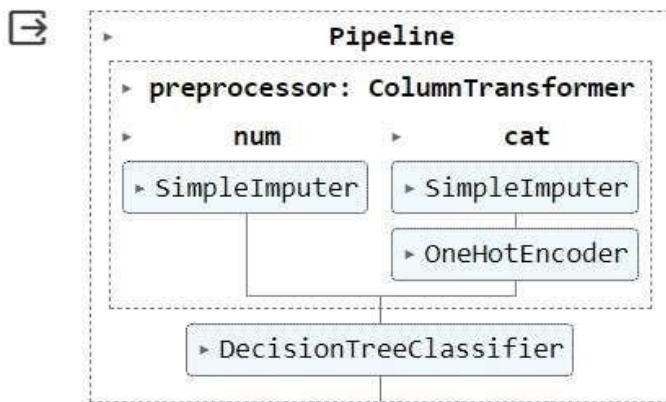 Pipeline
preprocessor: ColumnTransformer
num cat
SimpleImputer SimpleImputer
OneHotEncoder
DecisionTreeClassifier